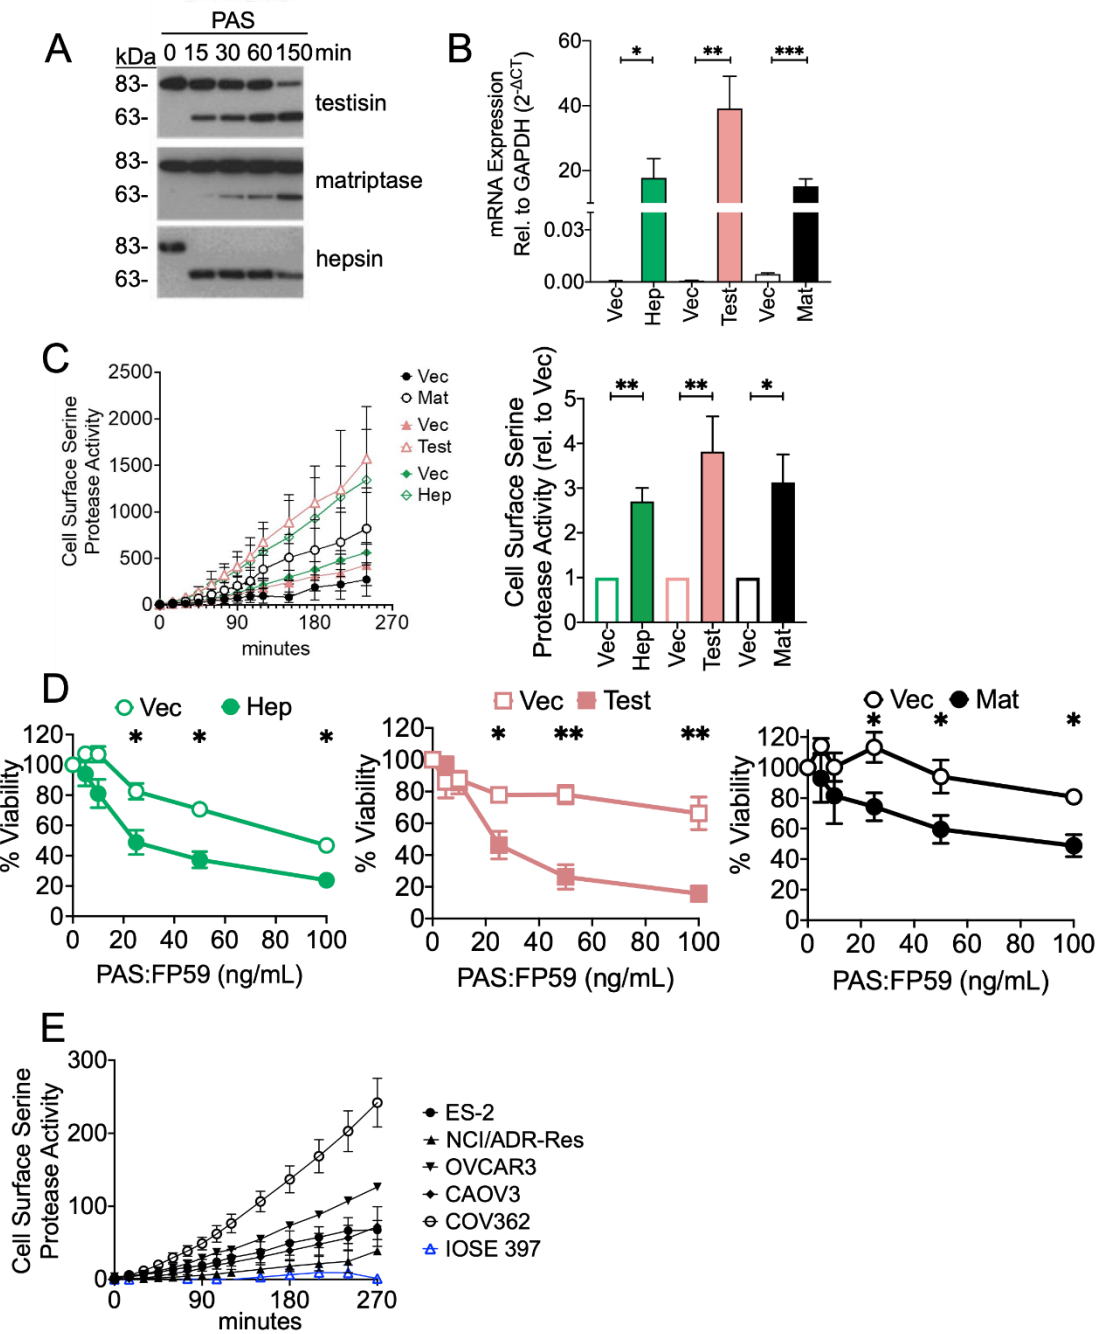 A
PAS
kDa 0 15 30 60 150 min
83-
63-
testisin
83-
63-
matriptase
83-
63-
hepsin
B
mRNA Expression
Rel. to GAPDH (2-ΔCT)
60
40
20
0.03
0.00
* ** ***
Vec Hep Vec Test Vec Mat
C
Cell Surface Serine
Protease Activity
2500
2000
1500
1000
500
0
0 90 180 270
minutes
Vec
Mat
Vec
Test
Vec
Hep
Cell Surface Serine
Protease Activity (rel. to Vec)
5
4
3
2
1
0
** ** *
Vec Hep Vec Test Vec Mat
D
Vec Hep
% Viability
120
100
80
60
40
20
0
* * *
0 20 40 60 80 100
PAS:FP59 (ng/mL)
Vec Test
% Viability
120
100
80
60
40
20
0
* ** **
0 20 40 60 80 100
PAS:FP59 (ng/mL)
Vec Mat
% Viability
120
100
80
60
40
20
0
* * *
0 20 40 60 80 100
PAS:FP59 (ng/mL)
E
Cell Surface Serine
Protease Activity
300
200
100
0
0 90 180 270
minutes
ES-2
NCI/ADR-Res
OVCAR3
CAOV3
COV362
IOSE 397